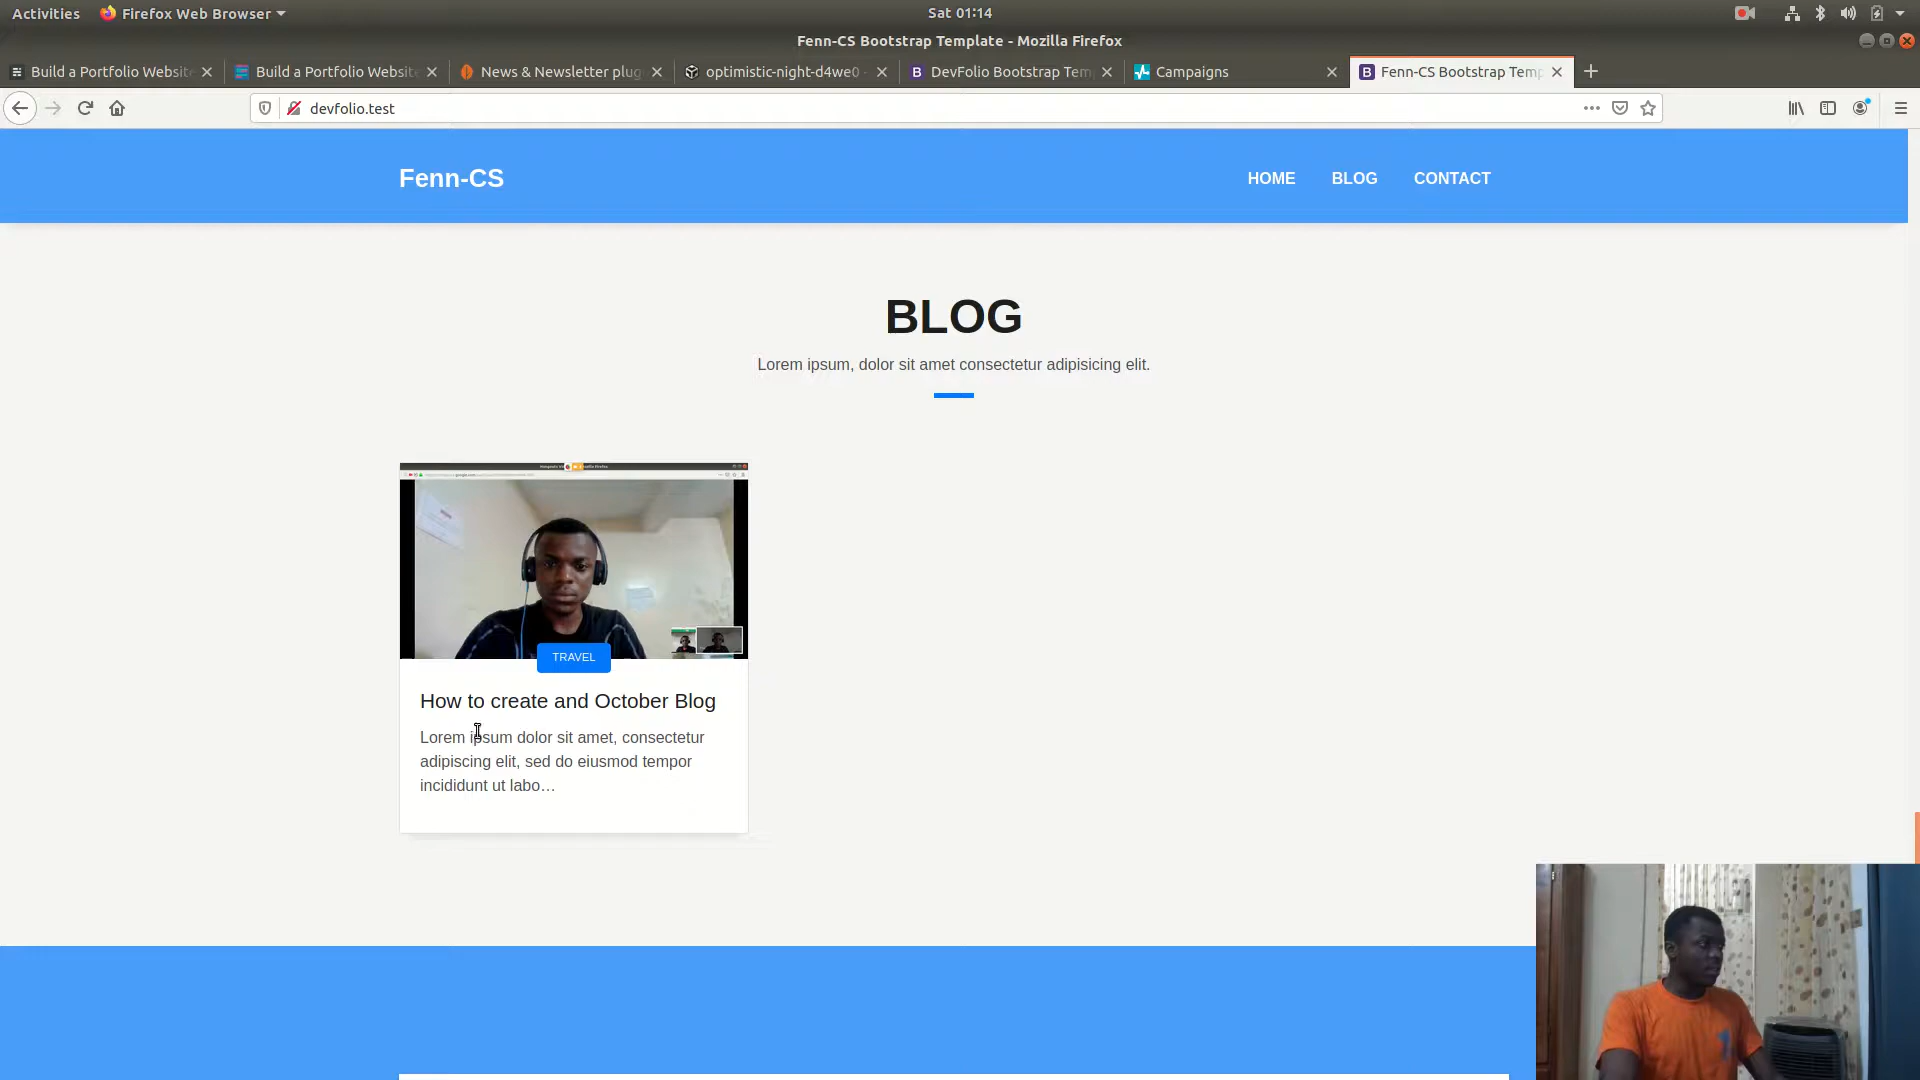 Activities Firefox Web Browser Sat 01:14
Fenn-CS Bootstrap Template - Mozilla Firefox
Build a Portfolio Website News & Newsletter plug optimistic-night-d4we0 - DevFolio Bootstrap Tem Campaigns Fenn-CS Bootstrap Temp
Build a Portfolio Website
devfolio.test
Fenn-CS HOME BLOG CONTACT
BLOG
Lorem ipsum, dolor sit amet consectetur adipisicing elit.
TRAVEL
How to create and October Blog
Lorem ipsum dolor sit amet, consectetur
adipiscing elit, sed do eiusmod tempor
incididunt ut labo…